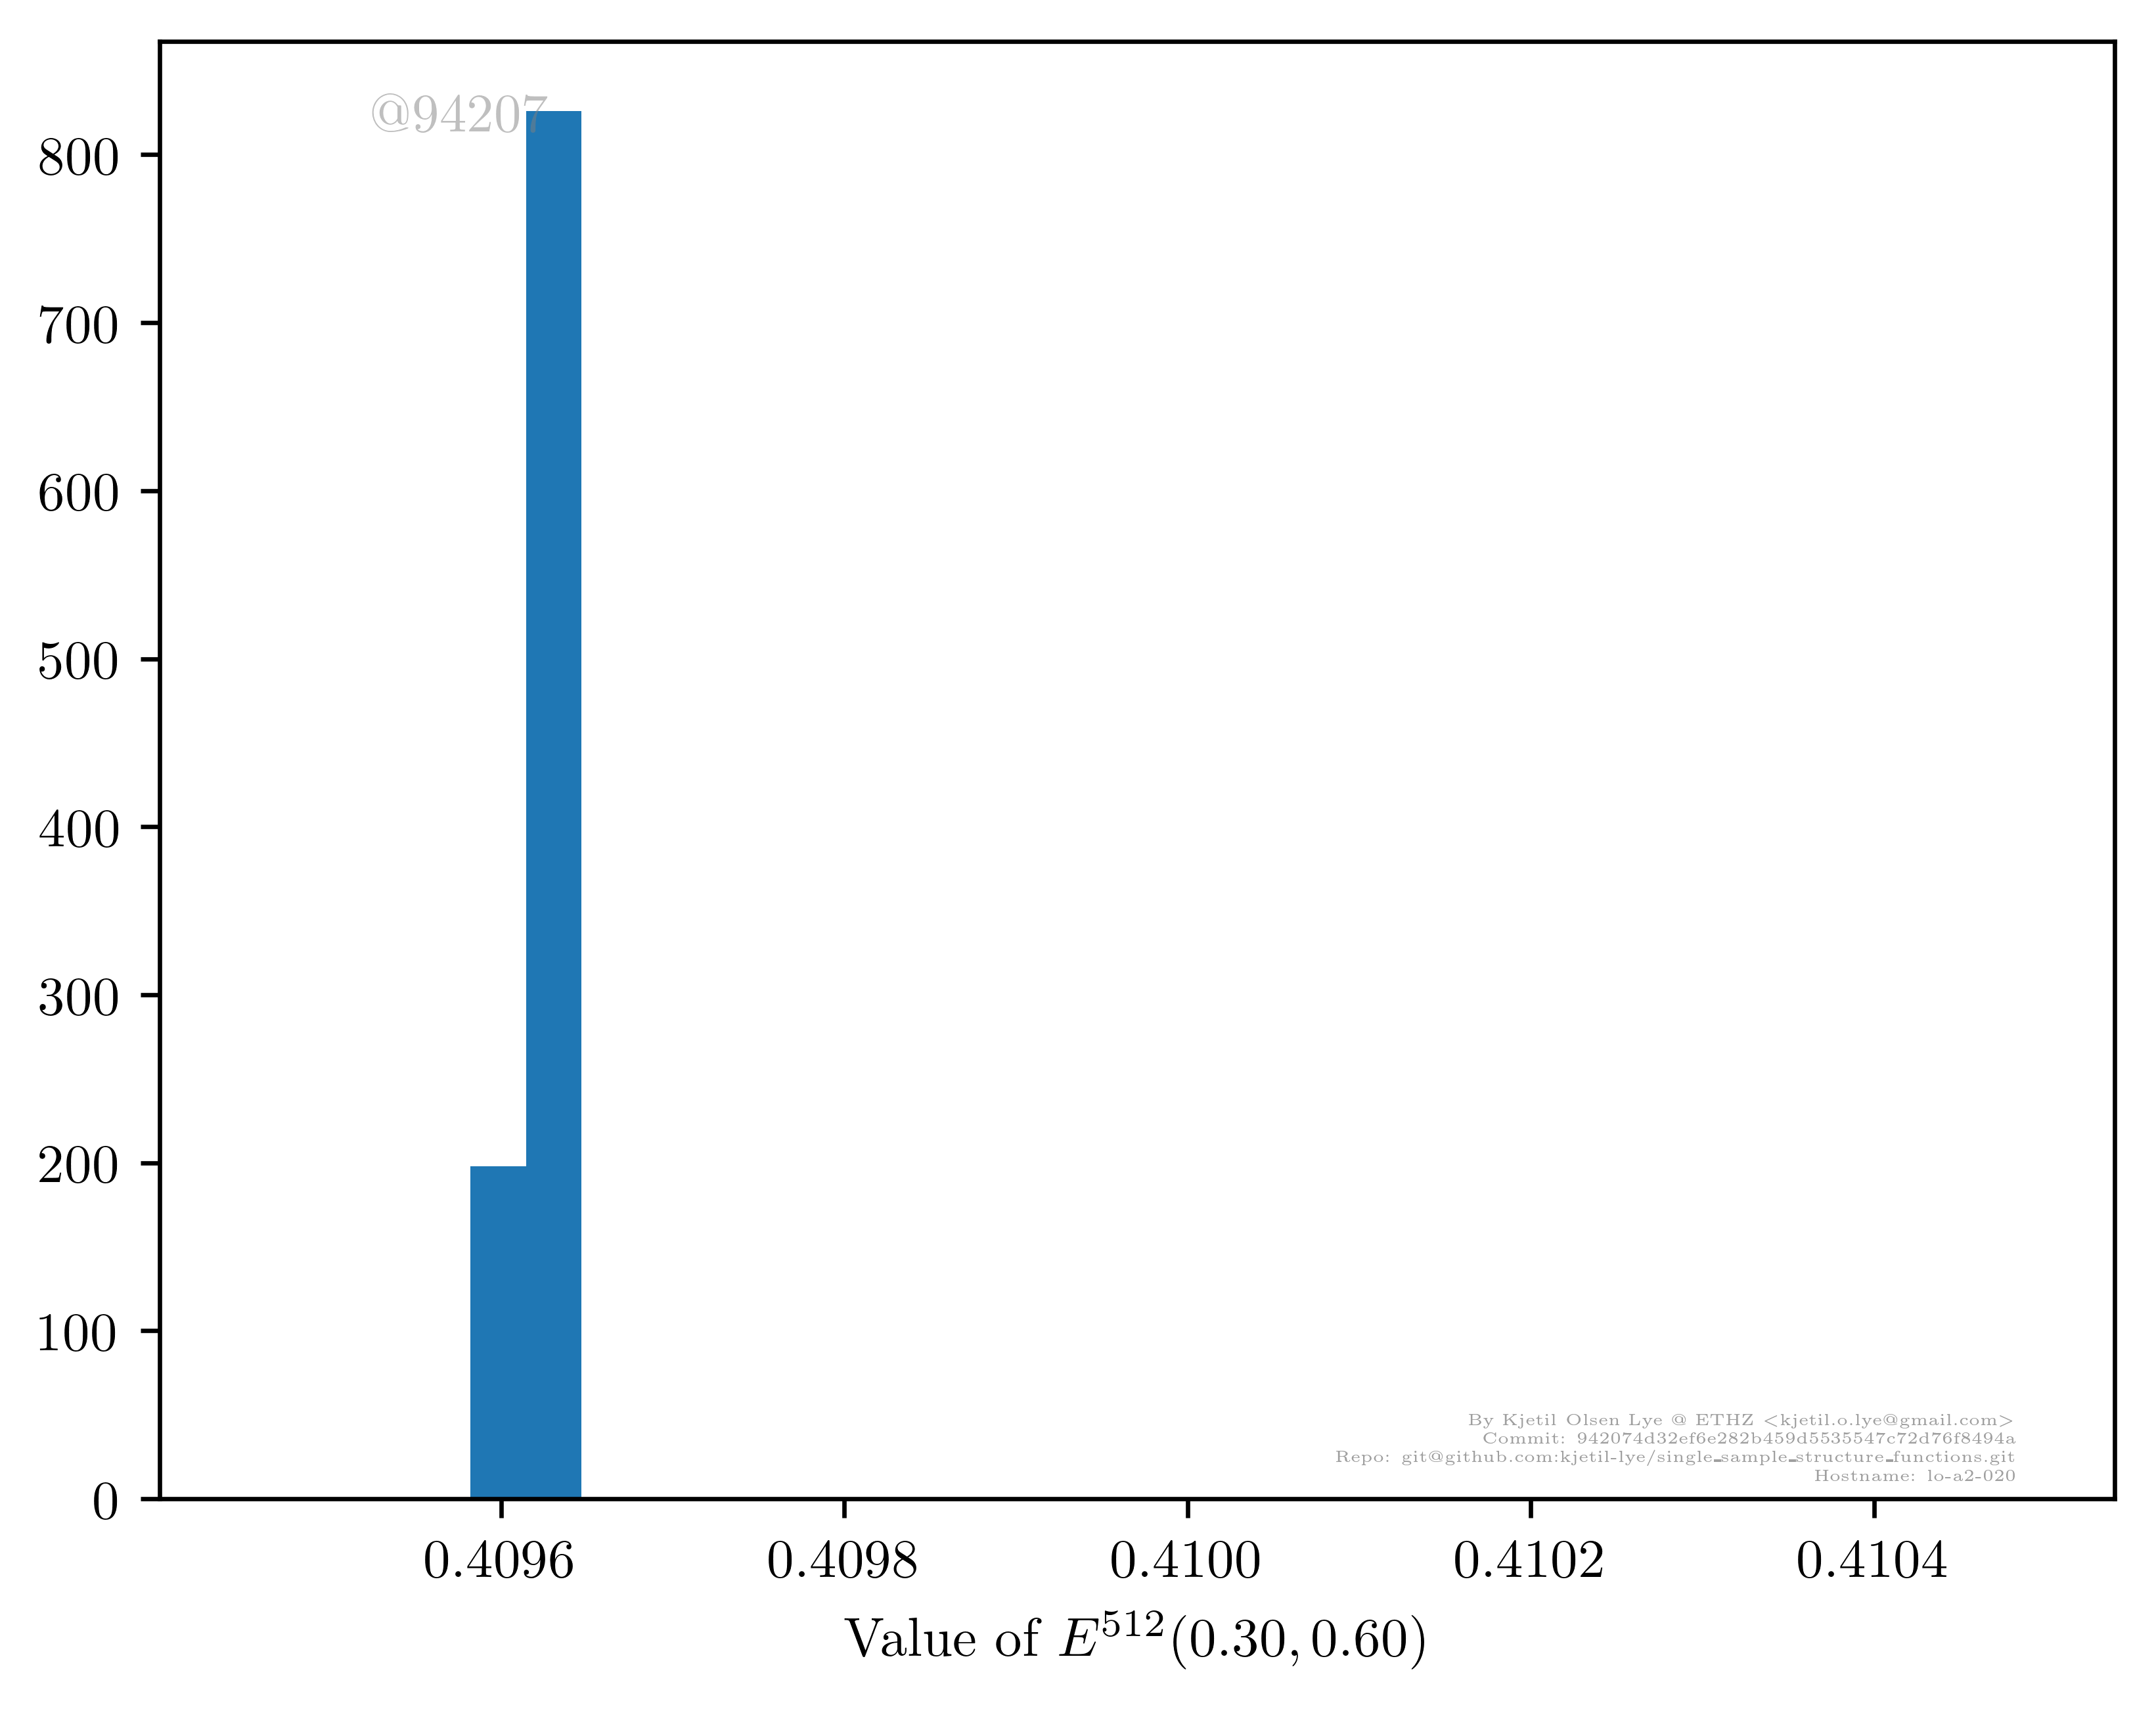 @94207
800
700
600
500
400
300
200
100
0
By Kjetil Olsen Lye @ ETHZ <kjetil.o.lye@gmail.com>
Commit: 942074d32ef6e282b459d5535547c72d76f8494a
Repo: git@github.com:kjetil-lye/single_sample_structure_functions.git
Hostname: lo-a2-020
0.4096 0.4098 0.4100 0.4102 0.4104
Value of E^512(0.30, 0.60)